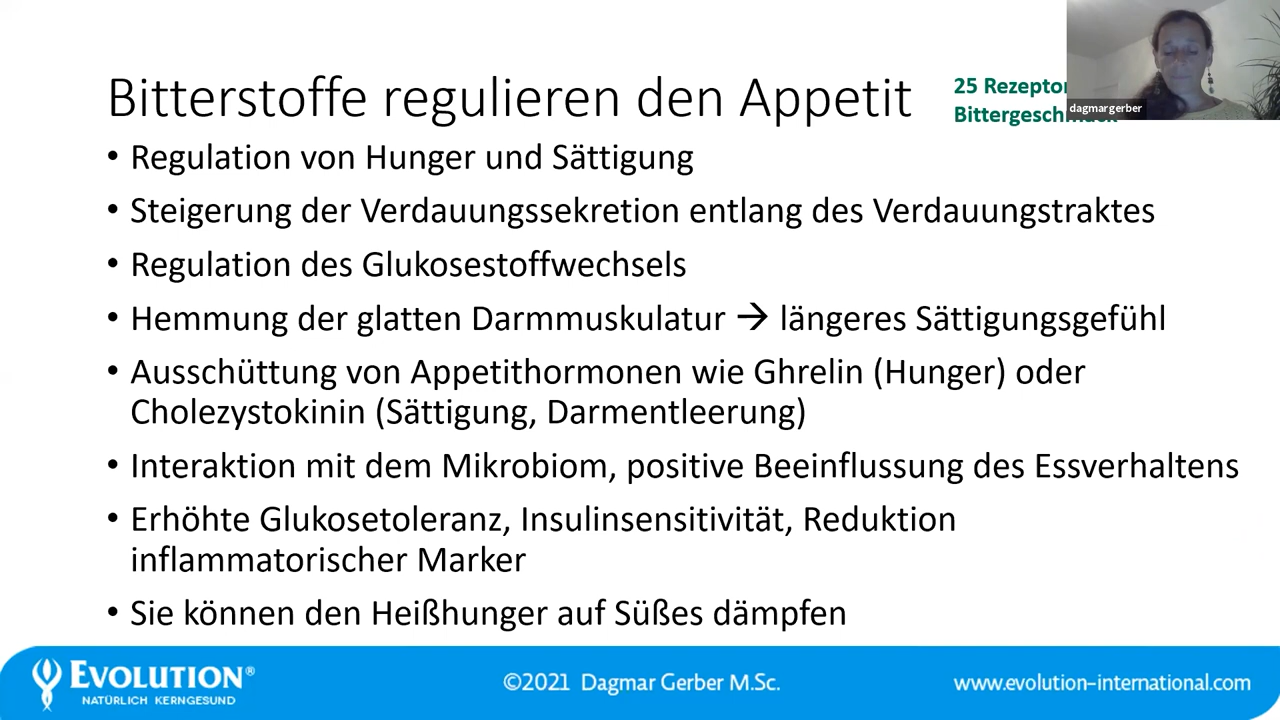 Bitterstoffe regulieren den Appetit
25 Rezeptor
dagmargerber
• Regulation von Hunger und Sättigung
• Steigerung der Verdauungssekretion entlang des Verdauungstraktes
• Regulation des Glukosestoffwechsels
• Hemmung der glatten Darmmuskulatur → längeres Sättigungsgefühl
• Ausschüttung von Appetithormonen wie Ghrelin (Hunger) oder
Cholezystokinin (Sättigung, Darmentleerung)
• Interaktion mit dem Mikrobiom, positive Beeinflussung des Essverhaltens
• Erhöhte Glukosetoleranz, Insulinsensitivität, Reduktion
inflammatorischer Marker
• Sie können den Heißhunger auf Süßes dämpfen
EVOLUTION®
NATÜRLICH KERNGESUND
©2021 Dagmar Gerber M.Sc.
www.evolution-international.com